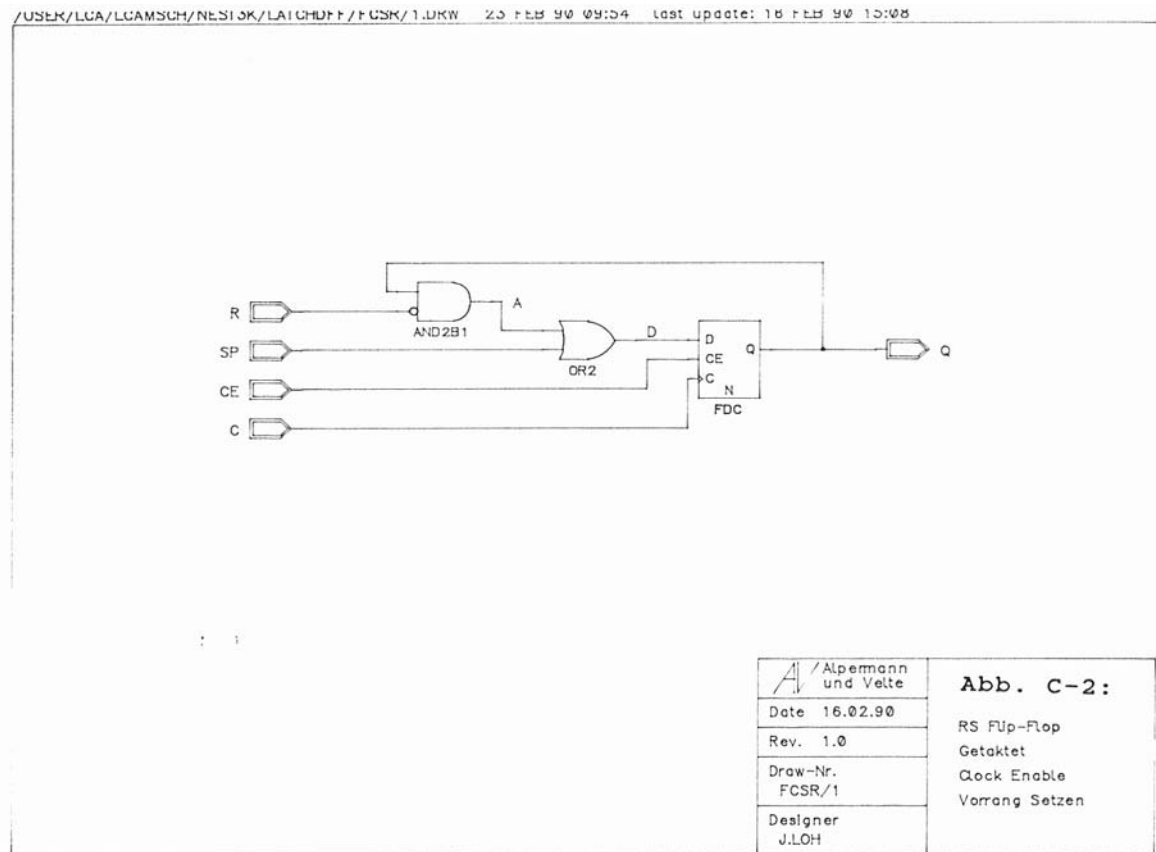 /USER/LCA/LCAMSCH/NEST3K/LATCHDFF/FCSR/1.DRW 23 FEB 90 09:54 last update: 16 FEB 90 15:08
A
R
AND2B1
D
D
Q
Q
SP
CE
OR2
CE
C
N
FDC
C
/Alpermann
und Velte
Abb. C-2:
Date 16.02.90
RS Flip-Flop
Rev. 1.0
Getaktet
Draw-Nr.
FCSR/1
Clock Enable
Vorrang Setzen
Designer
J.LOH